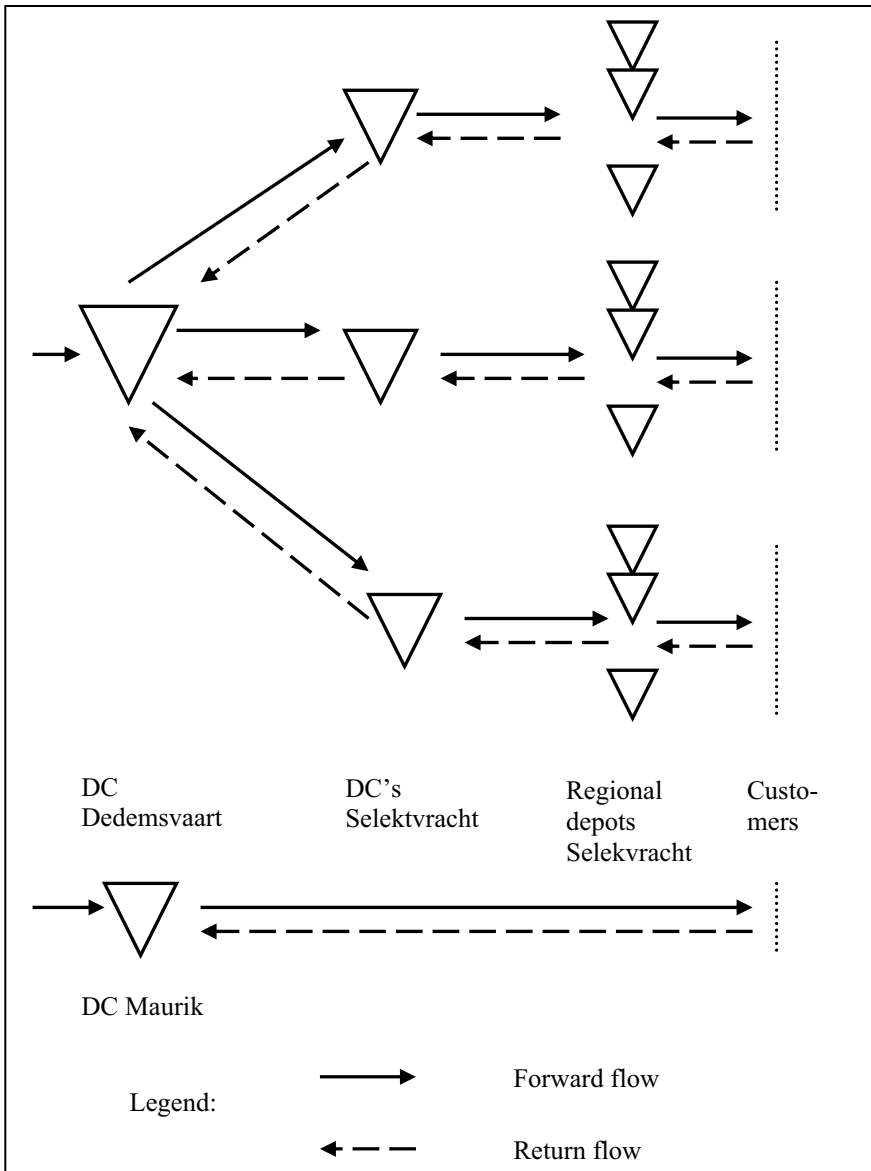 DC
Dedemsvaart
DC’s
Selektvracht
Regional
depots
Selekvracht
Custo-
mers
DC Maurik
Legend:
Forward flow
Return flow